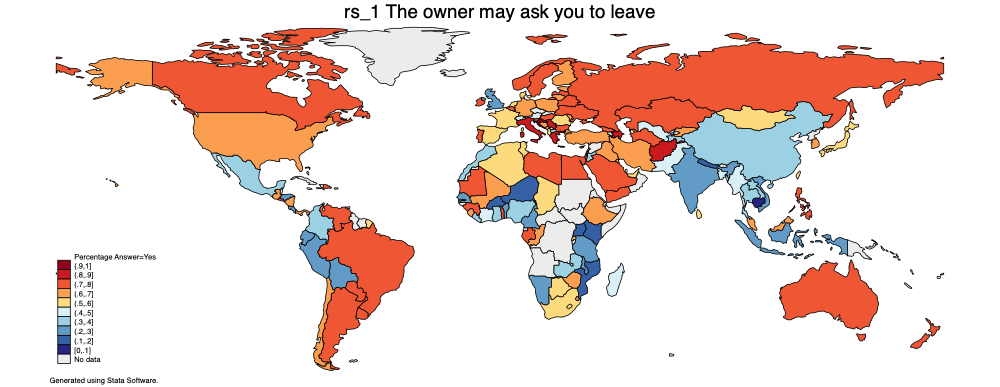 rs_1 The owner may ask you to leave
Percentage Answer=Yes
(.9,1]
(.8,.9]
(.7,.8]
(.6,.7]
(.5,.6]
(.4,.5]
(.3,.4]
(.2,.3]
(.1,.2]
[0,.1]
No data
Generated using Stata Software.